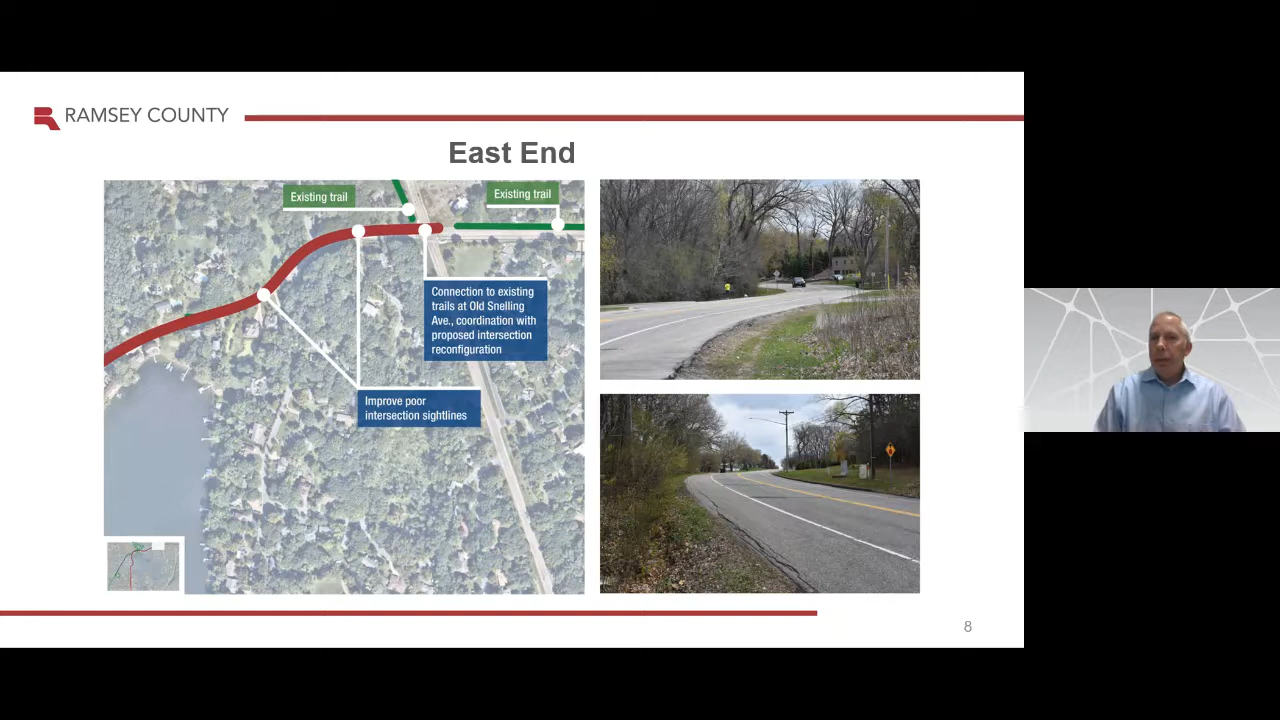 RAMSEY COUNTY
East End
Existing trail
Existing trail
Connection to existing
trails at Old Snelling
Ave., coordination with
proposed intersection
reconfiguration
Improve poor
intersection sightlines
8